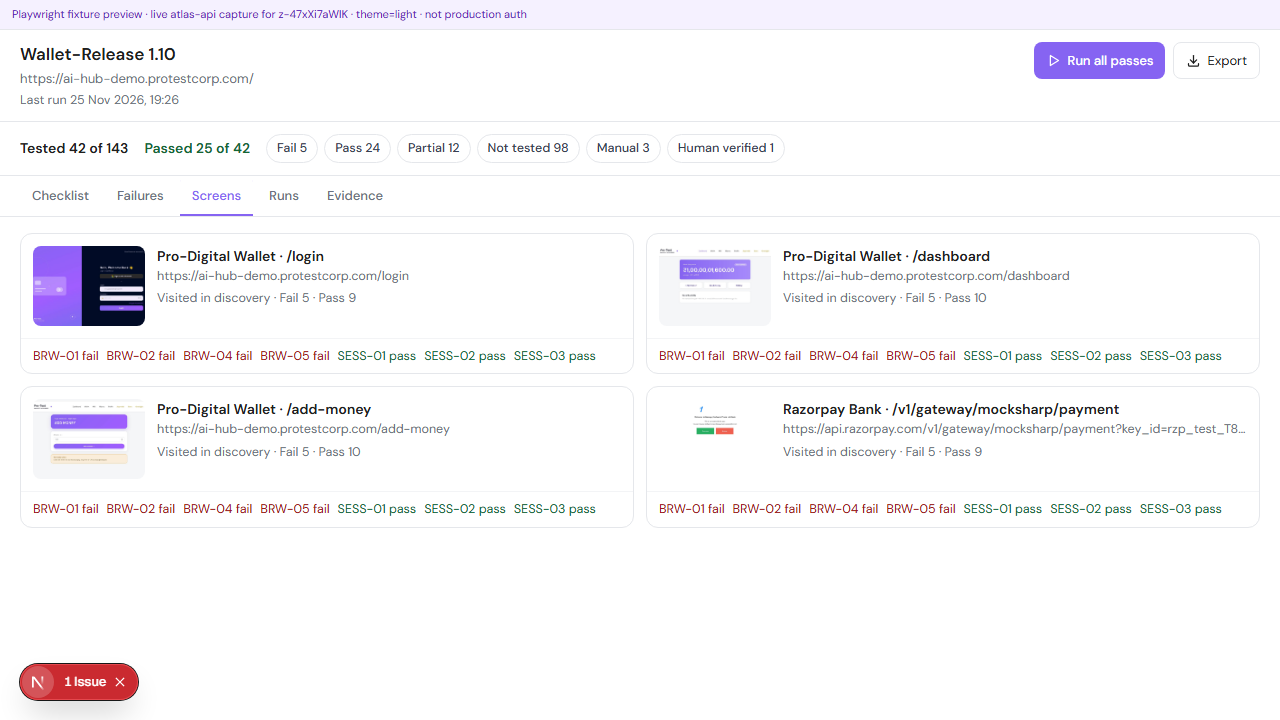 Playwright fixture preview · live atlas-api capture for z-47xXi7aWIK · theme=light · not production auth
Wallet-Release 1.10
https://ai-hub-demo.protestcorp.com/
Last run 25 Nov 2026, 19:26
Run all passes
Export
Tested 42 of 143
Passed 25 of 42
Fail 5
Pass 24
Partial 12
Not tested 98
Manual 3
Human verified 1
Checklist
Failures
Screens
Runs
Evidence
Pro-Digital Wallet · /login
https://ai-hub-demo.protestcorp.com/login
Visited in discovery · Fail 5 · Pass 9
BRW-01 fail BRW-02 fail BRW-04 fail BRW-05 fail SESS-01 pass SESS-02 pass SESS-03 pass
Pro-Digital Wallet · /dashboard
https://ai-hub-demo.protestcorp.com/dashboard
Visited in discovery · Fail 5 · Pass 10
BRW-01 fail BRW-02 fail BRW-04 fail BRW-05 fail SESS-01 pass SESS-02 pass SESS-03 pass
Pro-Digital Wallet · /add-money
https://ai-hub-demo.protestcorp.com/add-money
Visited in discovery · Fail 5 · Pass 10
BRW-01 fail BRW-02 fail BRW-04 fail BRW-05 fail SESS-01 pass SESS-02 pass SESS-03 pass
Razorpay Bank · /v1/gateway/mocksharp/payment
https://api.razorpay.com/v1/gateway/mocksharp/payment?key_id=rzp_test_T8…
Visited in discovery · Fail 5 · Pass 9
BRW-01 fail BRW-02 fail BRW-04 fail BRW-05 fail SESS-01 pass SESS-02 pass SESS-03 pass
1 Issue